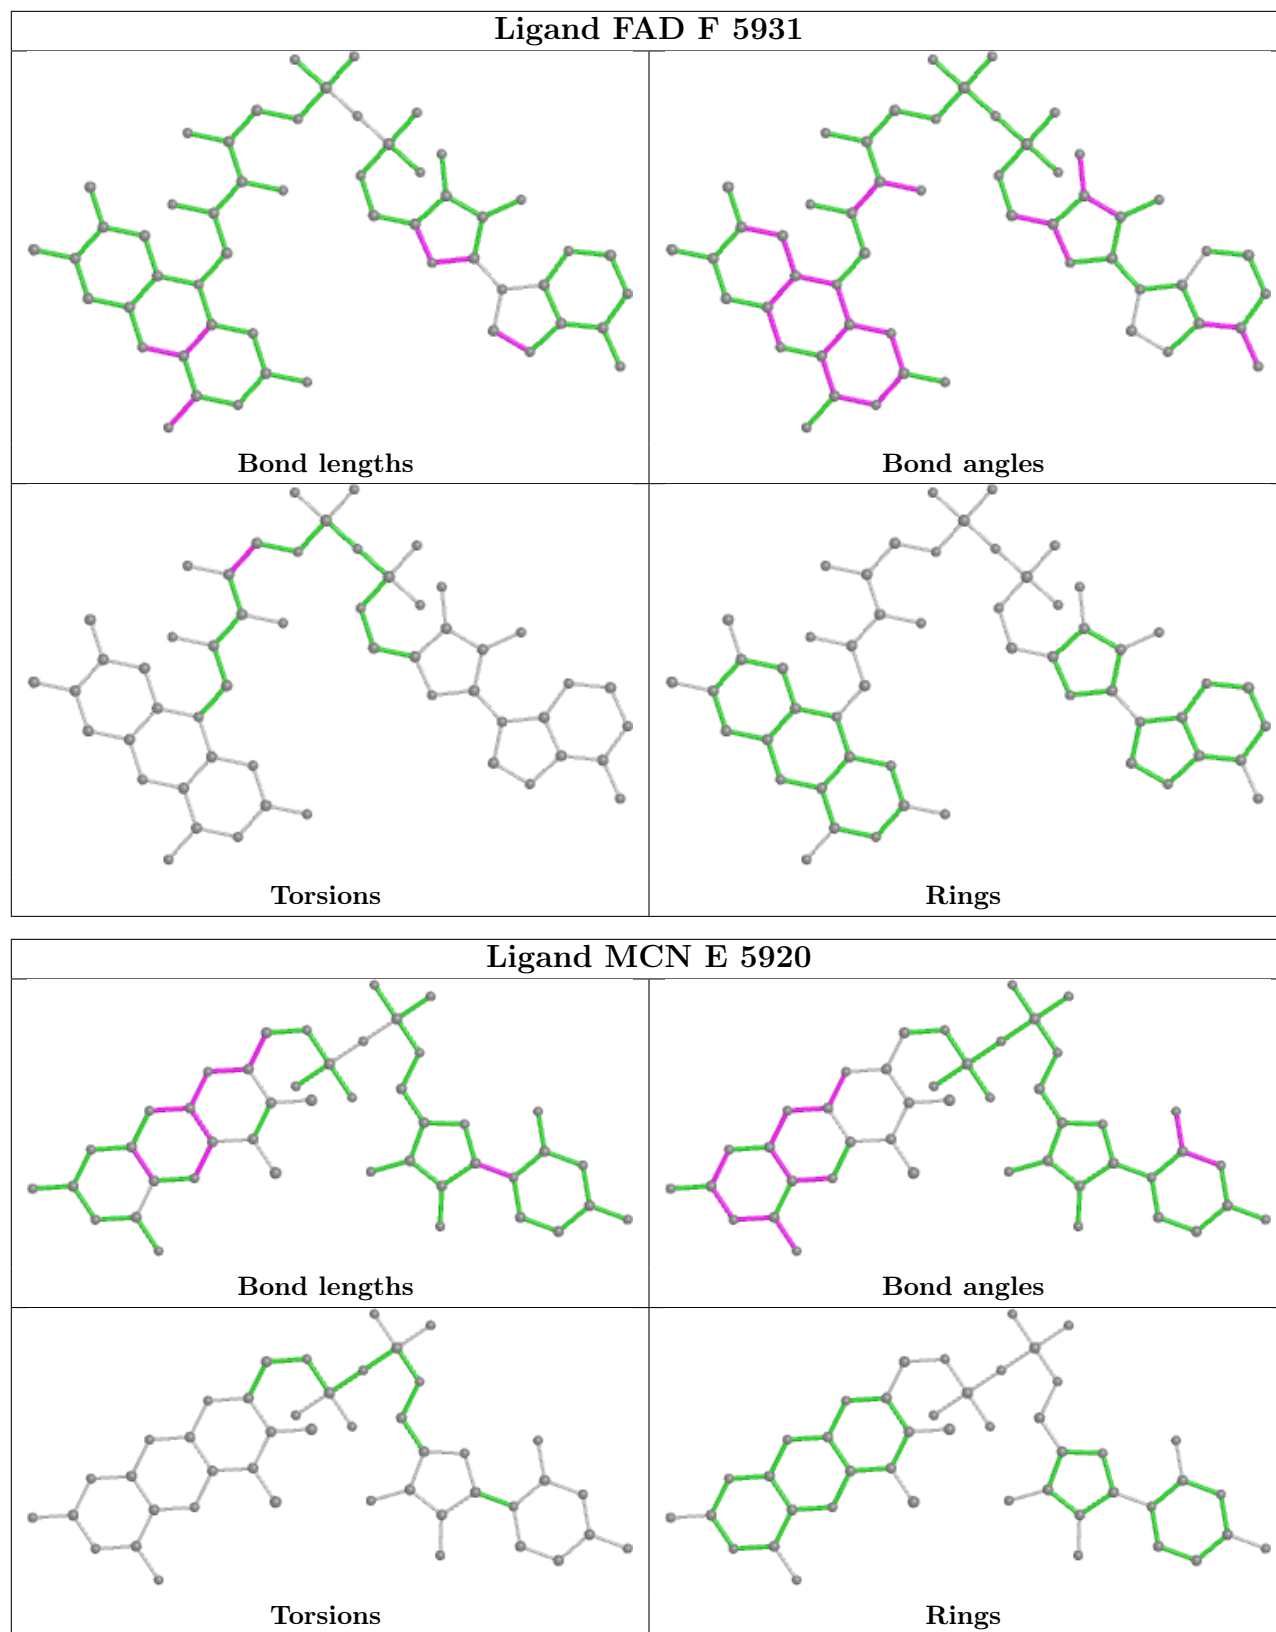 Ligand FAD F 5931
Bond lengths
Bond angles
Torsions
Rings
Ligand MCN E 5920
Bond lengths
Bond angles
Torsions
Rings